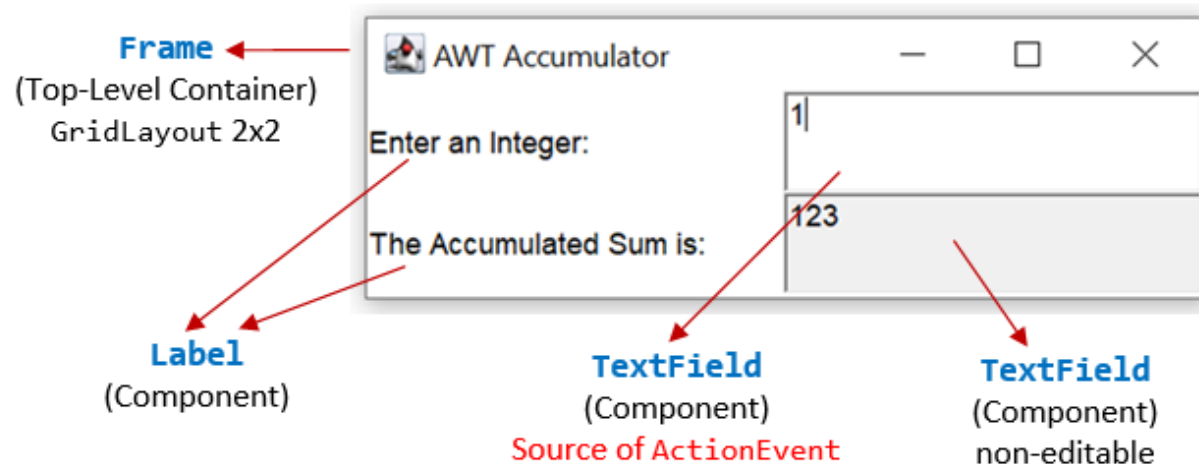 Frame
(Top-Level Container)
GridLayout 2x2
AWT Accumulator
Enter an Integer:
1
The Accumulated Sum is:
123
Label
(Component)
TextField
(Component)
Source of ActionEvent
TextField
(Component)
non-editable